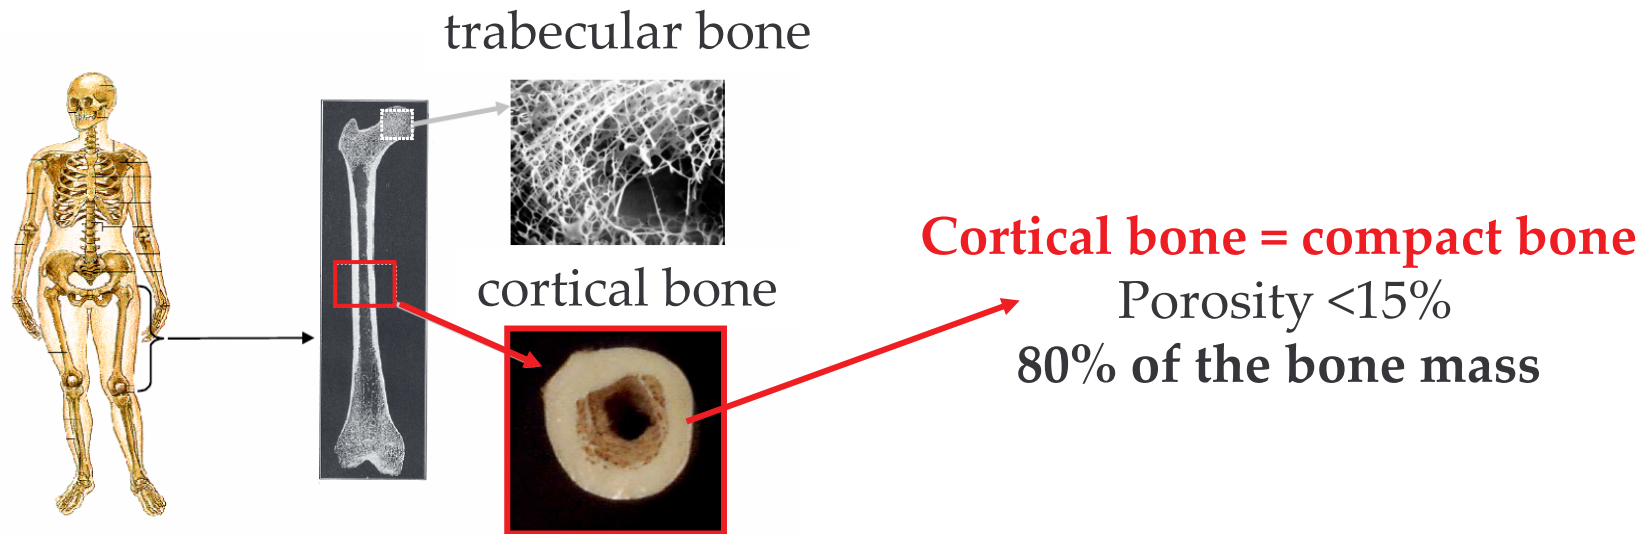 trabecular bone
cortical bone
Cortical bone = compact bone
Porosity <15%
80% of the bone mass